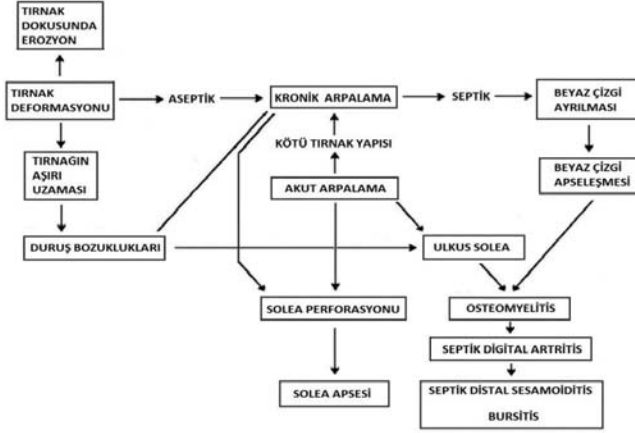 TIRNAK
DOKUSUNDA
EROZYON
TIRNAK
DEFORMASYONU
ASEPTİK
KRONİK ARPALAMA
SEPTİK
BEYAZ ÇİZGİ
AYRILMASI
KÖTÜ TIRNAK YAPISI
TIRNAĞIN
AŞIRI
UZAMASI
AKUT ARPALAMA
BEYAZ ÇİZGİ
APSELEŞMESİ
DURUŞ BOZUKLUKLARI
ULKUS SOLEA
SOLEA PERFORASYONU
OSTEOMYELİTİS
SEPTİK DİGİTAL ARTRİTİS
SOLEA APSESİ
SEPTİK DİSTAL SESAMOİDİTİS
BURSİTİS